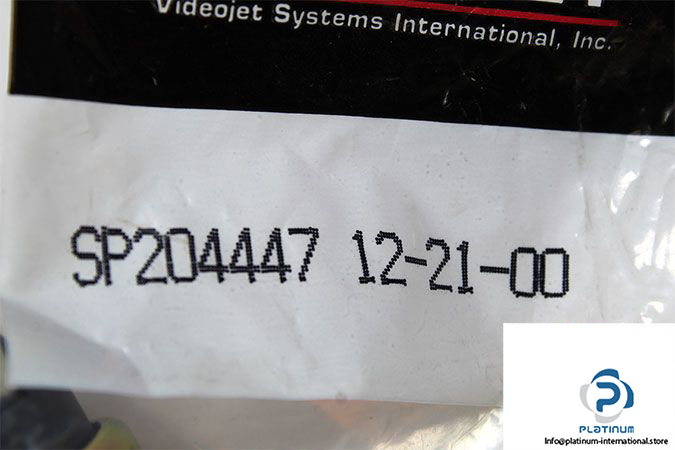 Videojet Systems International, Inc.
SP204447 12-21-00
PLATINUM
Info@platinum-international.store